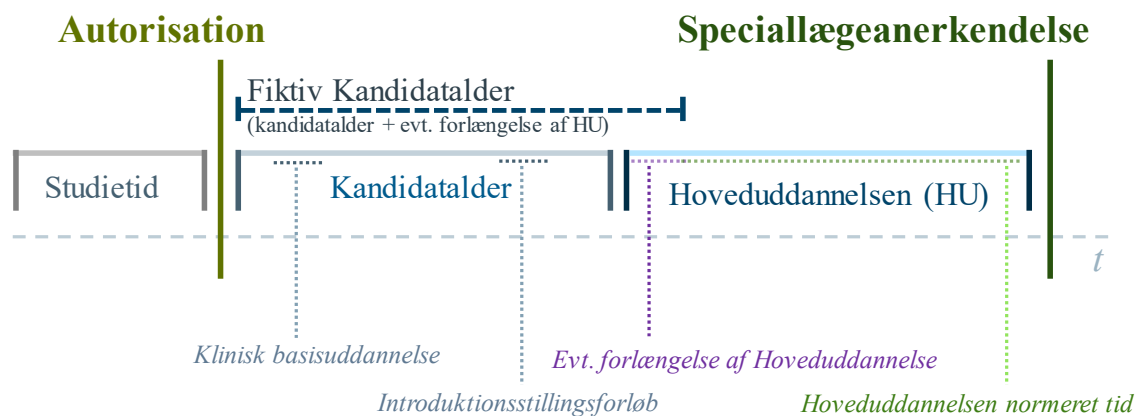 Autorisation
Speciallægeanerkendelse
Fiktiv Kandidatalder
(kandidatalder + evt. forlængelse af HU)
Studietid
Kandidatalder
Hoveduddannelsen (HU)
t
Klinisk basisuddannelse
Evt. forlængelse af Hoveduddannelse
Introduktionsstillingsforløb
Hoveduddannelsen normeret tid